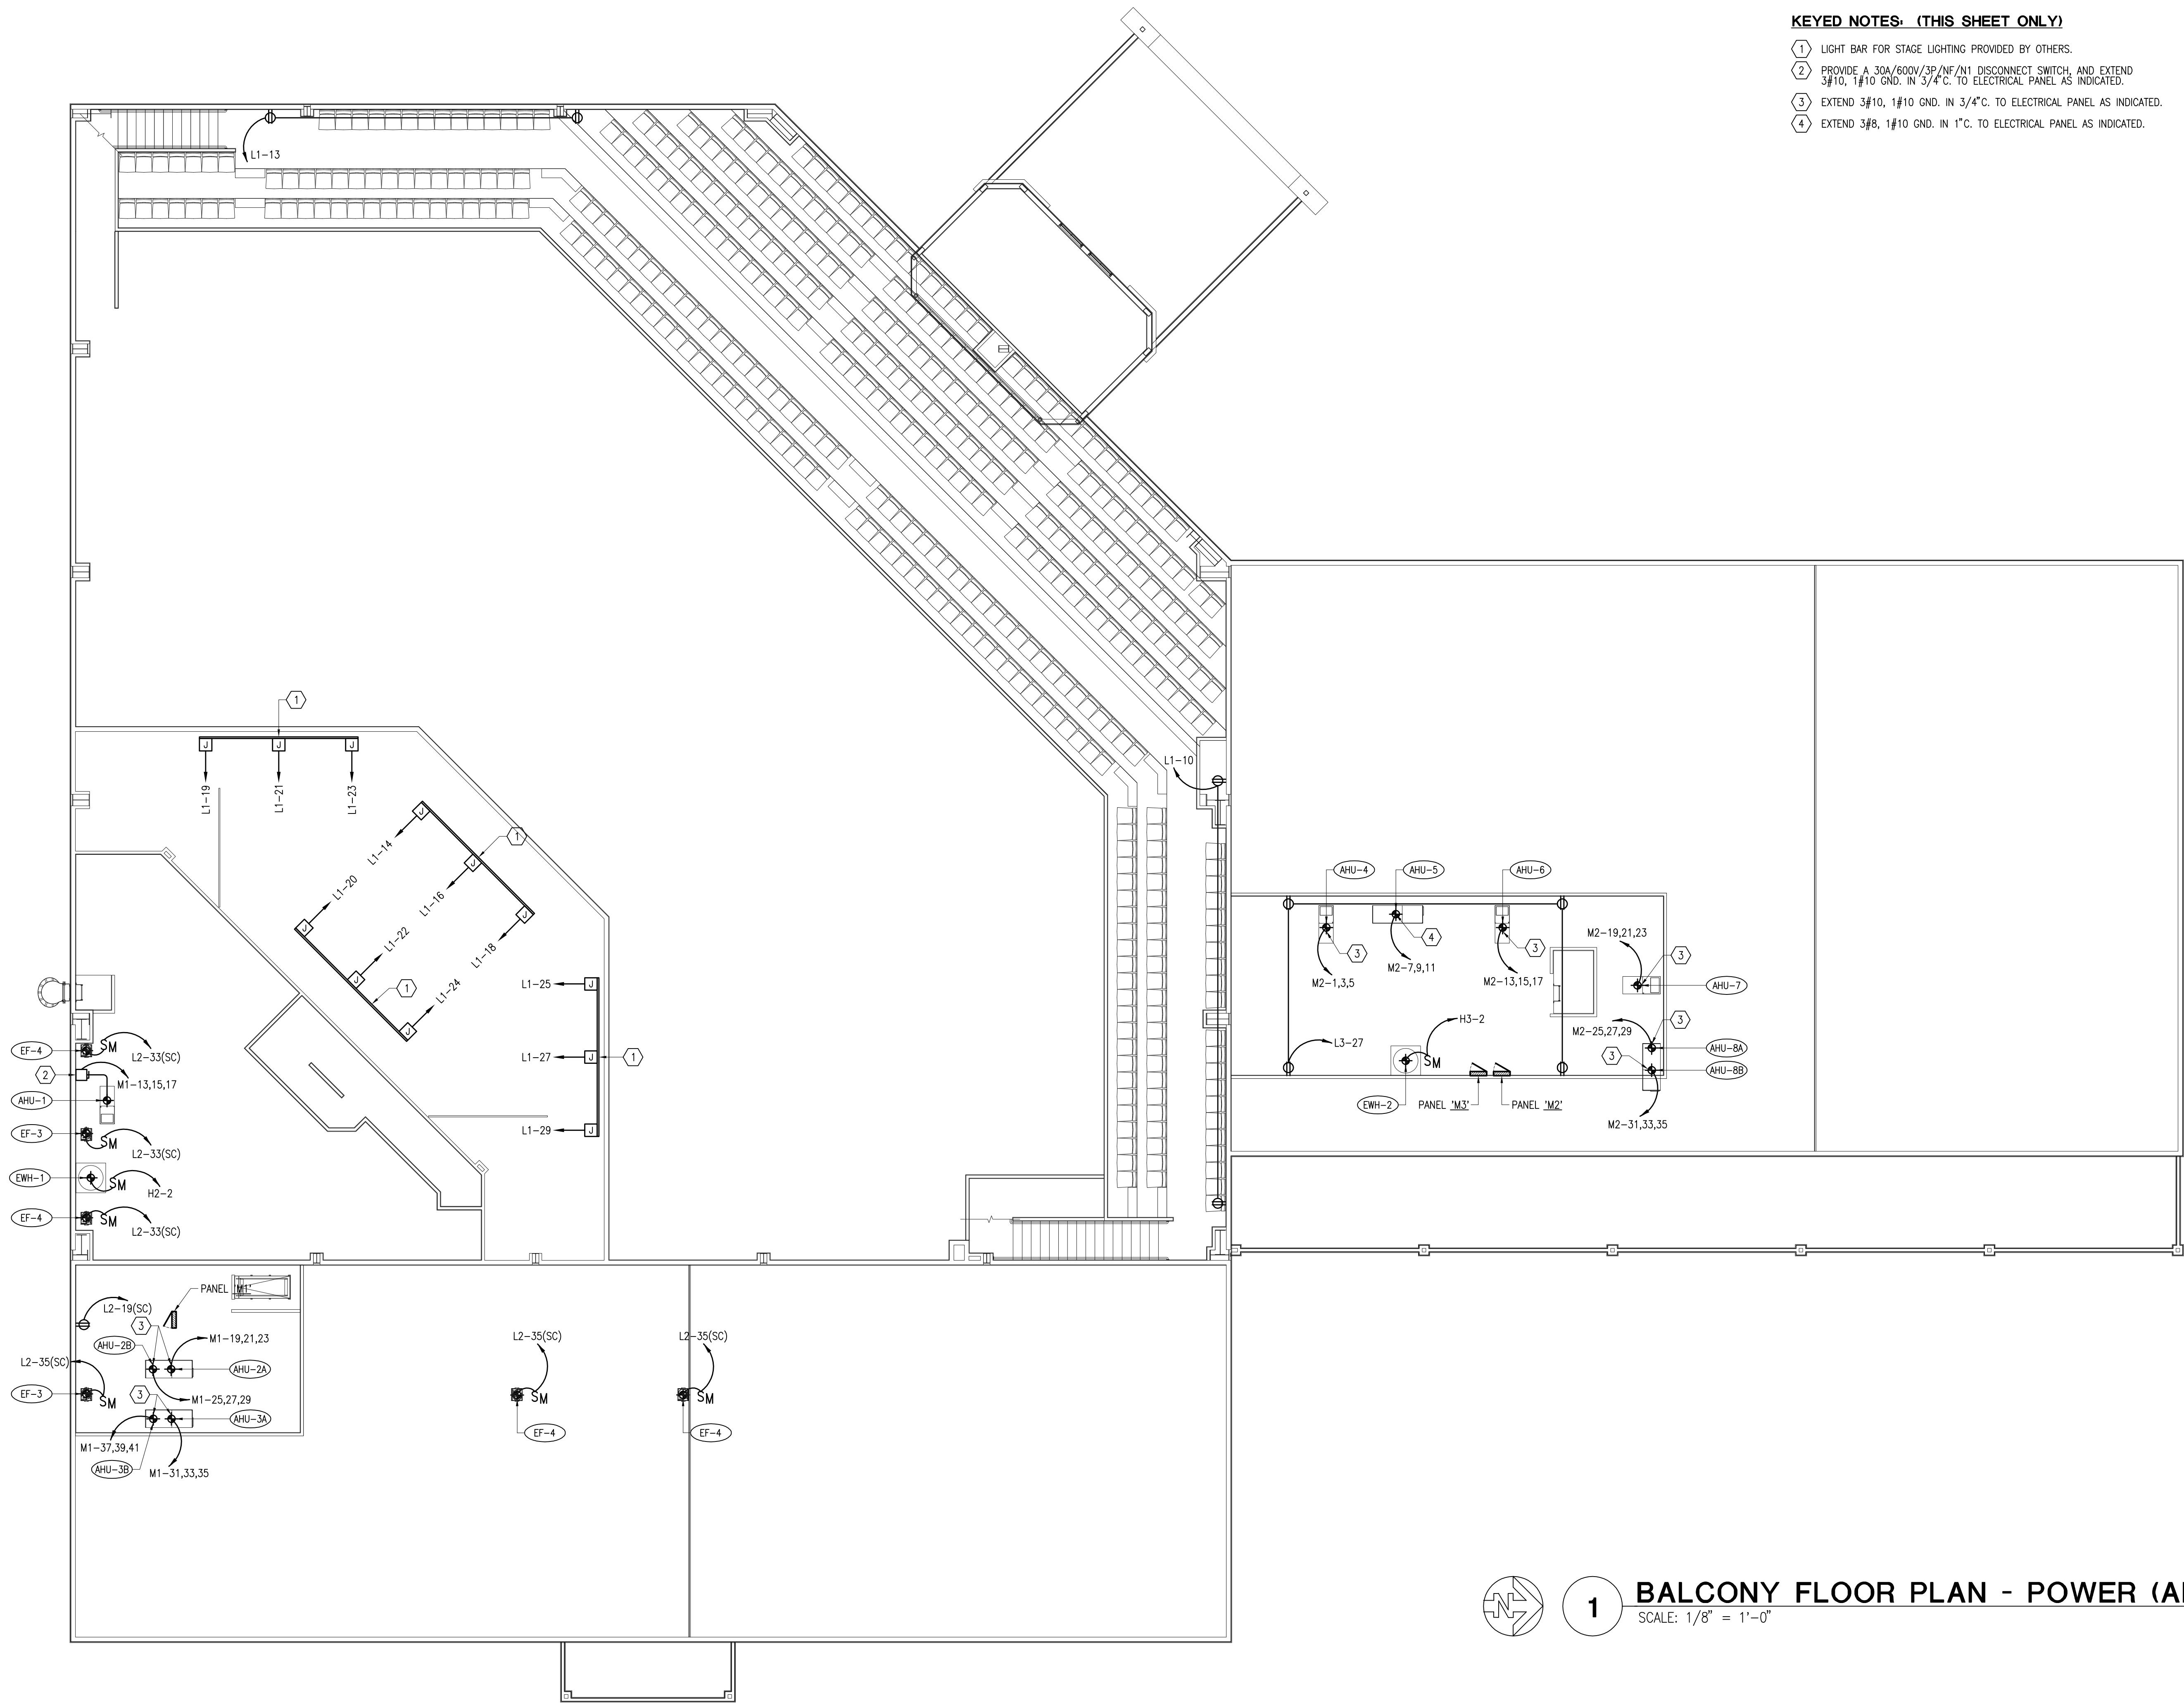 KEYED NOTES: (THIS SHEET ONLY)
1 LIGHT BAR FOR STAGE LIGHTING PROVIDED BY OTHERS.
2 PROVIDE A 30A/600V/3P/NF/N1 DISCONNECT SWITCH, AND EXTEND
3#10, 1#10 GND. IN 3/4"C. TO ELECTRICAL PANEL AS INDICATED.
3 EXTEND 3#10, 1#10 GND. IN 3/4"C. TO ELECTRICAL PANEL AS INDICATED.
4 EXTEND 3#8, 1#10 GND. IN 1"C. TO ELECTRICAL PANEL AS INDICATED.
L1-13
1
J J J
L1-19
L1-21
L1-23
L1-10
J
L1-14
1
J
L1-16
J
L1-18
J
L1-20
J
L1-22
1
J
L1-24
L1-25 J
L1-27 J
1
L1-29 J
AHU-4
AHU-5
AHU-6
3
4
3
M2-1,3,5
M2-7,9,11
M2-13,15,17
M2-19,21,23
3
AHU-7
3
M2-25,27,29
AHU-8A
3
AHU-8B
M2-31,33,35
L3-27
H3-2
SM
EWH-2
PANEL 'M3'
PANEL 'M2'
EF-4
SM
L2-33(SC)
2
M1-13,15,17
AHU-1
EF-3
SM
L2-33(SC)
EWH-1
SM
H2-2
EF-4
SM
L2-33(SC)
PANEL 'M1'
L2-19(SC)
3
M1-19,21,23
AHU-2B
AHU-2A
L2-35(SC)
EF-3
SM
M1-25,27,29
3
AHU-3A
M1-37,39,41
AHU-3B
M1-31,33,35
L2-35(SC)
SM
EF-4
L2-35(SC)
SM
EF-4
N
1
BALCONY FLOOR PLAN - POWER
SCALE: 1/8" = 1'-0"